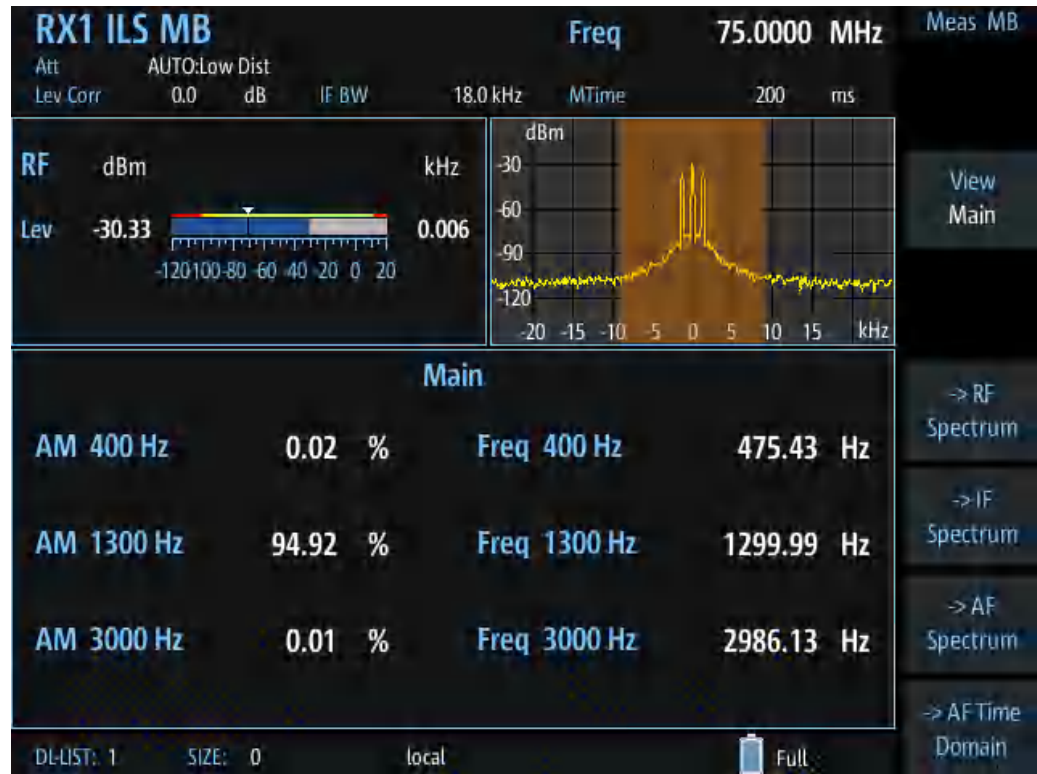 RX1 ILS MB Freq 75.0000 MHz
Meas MB
Att AUTO:Low Dist
Lev Corr 0.0 dB IF BW 18.0 kHz MTime 200 ms
RF dBm kHz
Lev -30.33 0.006
-120 100 -80 -60 -40 -20 0 20
dBm
-30
-60
-90
-120
-20 -15 -10 -5 0 5 10 15 kHz
View
Main
Main
AM 400 Hz 0.02 % Freq 400 Hz 475.43 Hz
AM 1300 Hz 94.92 % Freq 1300 Hz 1299.99 Hz
AM 3000 Hz 0.01 % Freq 3000 Hz 2986.13 Hz
-> RF
Spectrum
-> IF
Spectrum
-> AF
Spectrum
-> AF Time
Domain
DL-LIST: 1 SIZE: 0 local Full